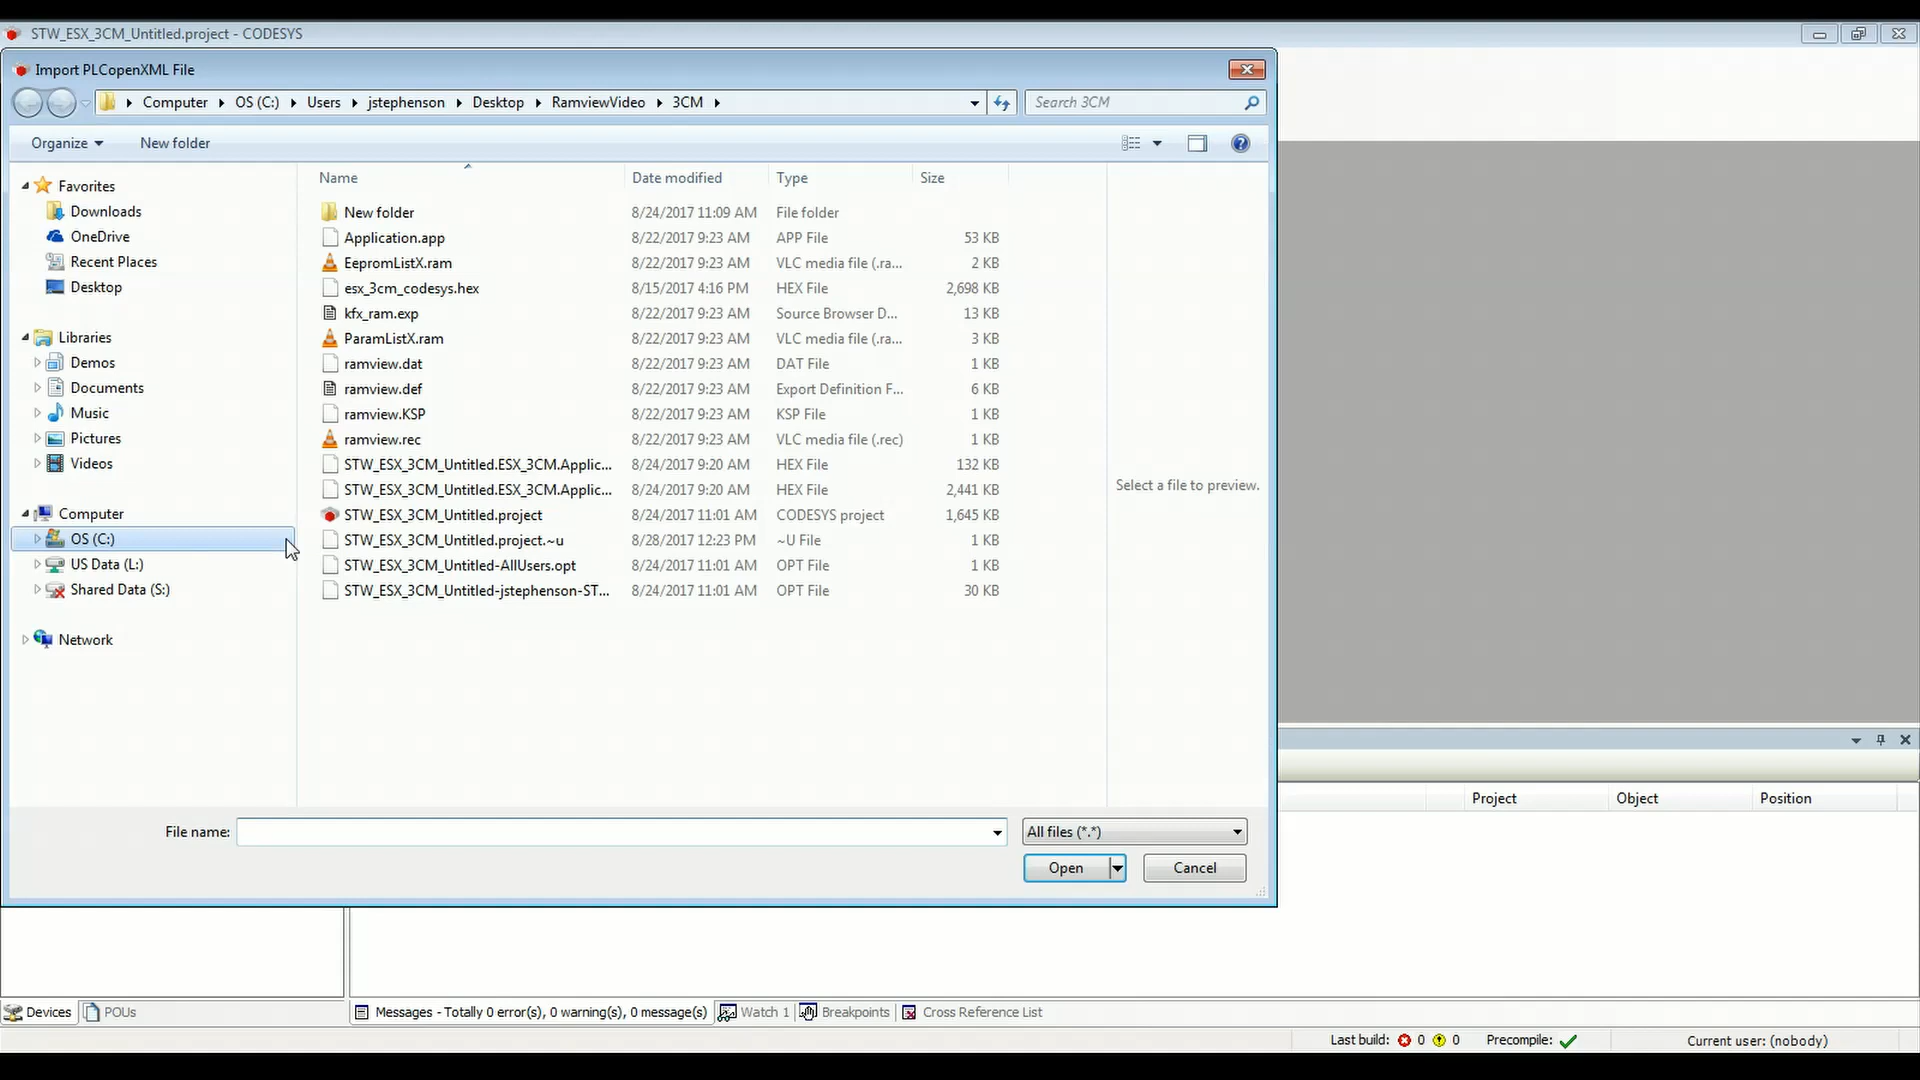 STW_ESX_3CM_Untitled.project - CODESYS
Import PLCopenXML File
Computer OS (C:) Users jstephenson Desktop RamviewVideo 3CM
Search 3CM
Organize New folder
Name Date modified Type Size
Favorites
Downloads
OneDrive
Recent Places
Desktop
Libraries
Demos
Documents
Music
Pictures
Videos
Computer
OS (C:)
US Data (L:)
Shared Data (S:)
Network
New folder 8/24/2017 11:09 AM File folder
Application.app 8/22/2017 9:23 AM APP File 53 KB
EepromListX.ram 8/22/2017 9:23 AM VLC media file (.ra... 2 KB
esx_3cm_codesys.hex 8/15/2017 4:16 PM HEX File 2,698 KB
kfx_ram.exp 8/22/2017 9:23 AM Source Browser D... 13 KB
ParamListX.ram 8/22/2017 9:23 AM VLC media file (.ra... 3 KB
ramview.dat 8/22/2017 9:23 AM DAT File 1 KB
ramview.def 8/22/2017 9:23 AM Export Definition F... 6 KB
ramview.KSP 8/22/2017 9:23 AM KSP File 1 KB
ramview.rec 8/22/2017 9:23 AM VLC media file (.rec) 1 KB
STW_ESX_3CM_Untitled.ESX_3CM.Applic... 8/24/2017 9:20 AM HEX File 132 KB
STW_ESX_3CM_Untitled.ESX_3CM.Applic... 8/24/2017 9:20 AM HEX File 2,441 KB
STW_ESX_3CM_Untitled.project 8/24/2017 11:01 AM CODESYS project 1,645 KB
STW_ESX_3CM_Untitled.project.~u 8/28/2017 12:23 PM ~U File 1 KB
STW_ESX_3CM_Untitled-AllUsers.opt 8/24/2017 11:01 AM OPT File 1 KB
STW_ESX_3CM_Untitled-jstephenson-ST... 8/24/2017 11:01 AM OPT File 30 KB
Select a file to preview.
File name: All files (*.*)
Open Cancel
Project Object Position
Devices POUs
Messages - Totally 0 error(s), 0 warning(s), 0 message(s) Watch 1 Breakpoints Cross Reference List
Last build: 0 0 Precompile: Current user: (nobody)